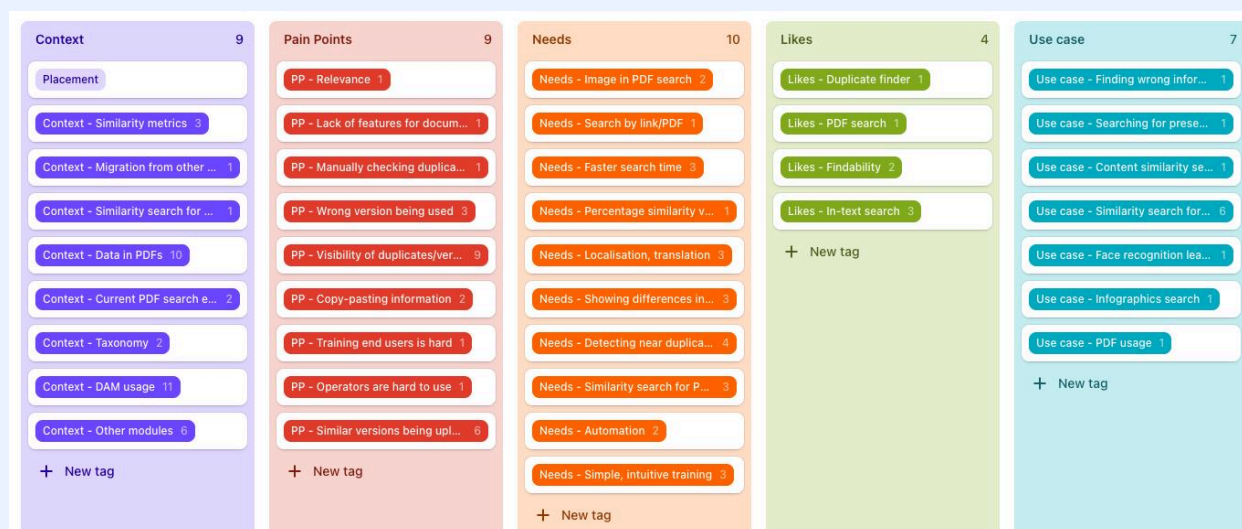 Context 9
Placement
Context - Similarity metrics 3
Context - Migration from other ... 1
Context - Similarity search for ... 1
Context - Data in PDFs 10
Context - Current PDF search e... 2
Context - Taxonomy 2
Context - DAM usage 11
Context - Other modules 6
+ New tag
Pain Points 9
PP - Relevance 1
PP - Lack of features for docum... 1
PP - Manually checking duplica... 1
PP - Wrong version being used 3
PP - Visibility of duplicates/ver... 9
PP - Copy-pasting information 2
PP - Training end users is hard 1
PP - Operators are hard to use 1
PP - Similar versions being upl... 6
+ New tag
Needs 10
Needs - Image in PDF search 2
Needs - Search by link/PDF 1
Needs - Faster search time 3
Needs - Percentage similarity v... 1
Needs - Localisation, translation 3
Needs - Showing differences in... 3
Needs - Detecting near duplica... 4
Needs - Similarity search for P... 3
Needs - Automation 2
Needs - Simple, intuitive training 3
+ New tag
Likes 4
Likes - Duplicate finder 1
Likes - PDF search 1
Likes - Findability 2
Likes - In-text search 3
+ New tag
Use case 7
Use case - Finding wrong infor... 1
Use case - Searching for prese... 1
Use case - Content similarity se... 1
Use case - Similarity search for... 6
Use case - Face recognition lea... 1
Use case - Infographics search 1
Use case - PDF usage 1
+ New tag